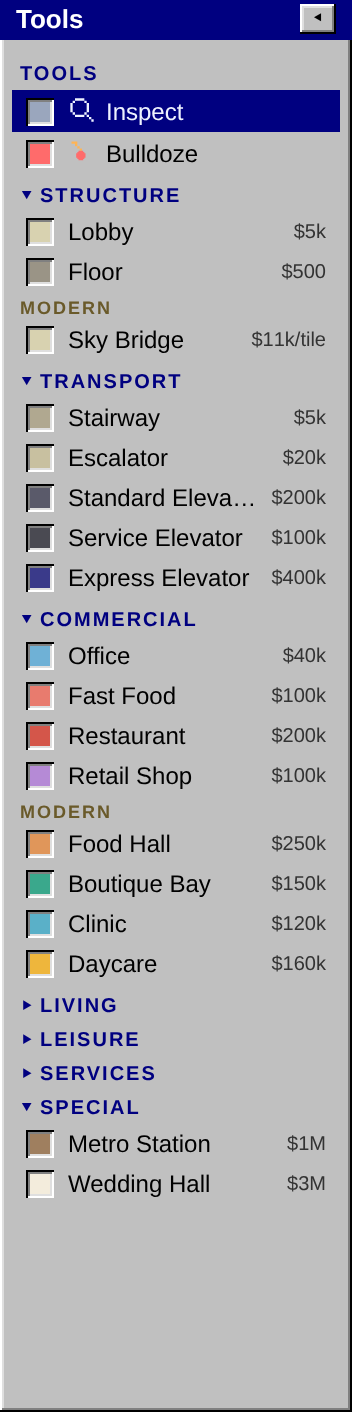 Tools
TOOLS
Inspect
Bulldoze
STRUCTURE
Lobby $5k
Floor $500
MODERN
Sky Bridge $11k/tile
TRANSPORT
Stairway $5k
Escalator $20k
Standard Eleva... $200k
Service Elevator $100k
Express Elevator $400k
COMMERCIAL
Office $40k
Fast Food $100k
Restaurant $200k
Retail Shop $100k
MODERN
Food Hall $250k
Boutique Bay $150k
Clinic $120k
Daycare $160k
LIVING
LEISURE
SERVICES
SPECIAL
Metro Station $1M
Wedding Hall $3M